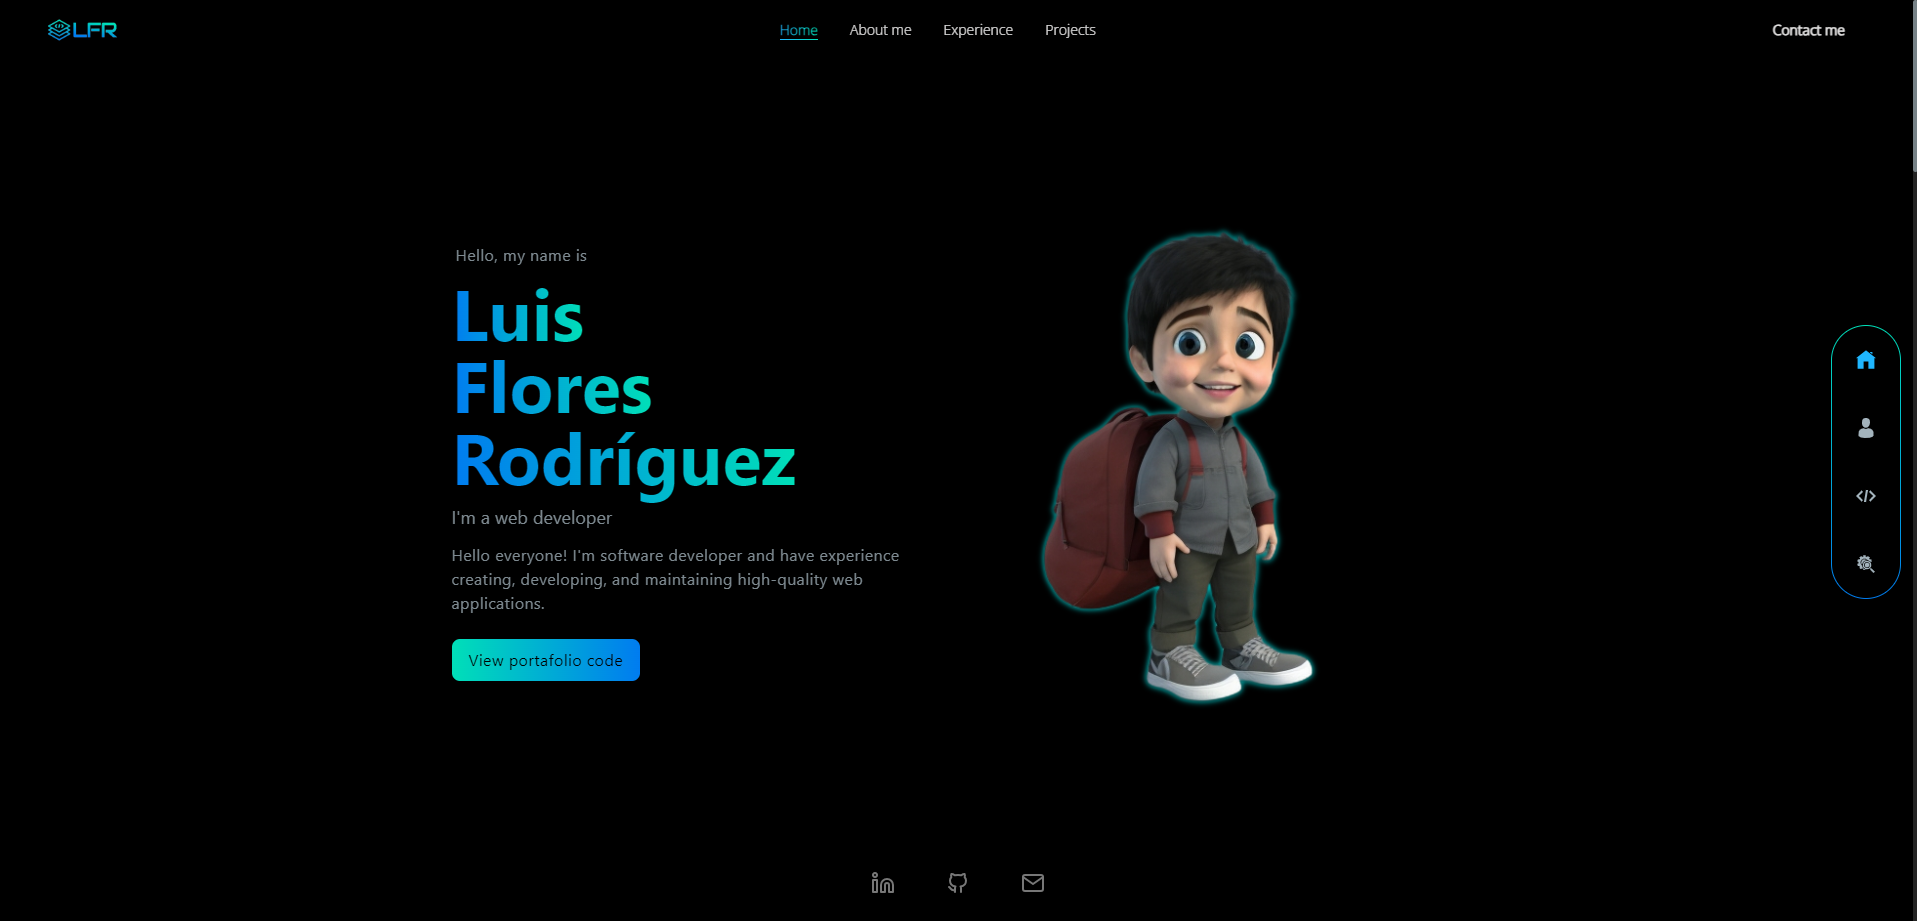 LFR
Home
About me
Experience
Projects
Contact me
Hello, my name is
Luis
Flores
Rodríguez
I'm a web developer
Hello everyone! I'm software developer and have experience
creating, developing, and maintaining high-quality web
applications.
View portafolio code